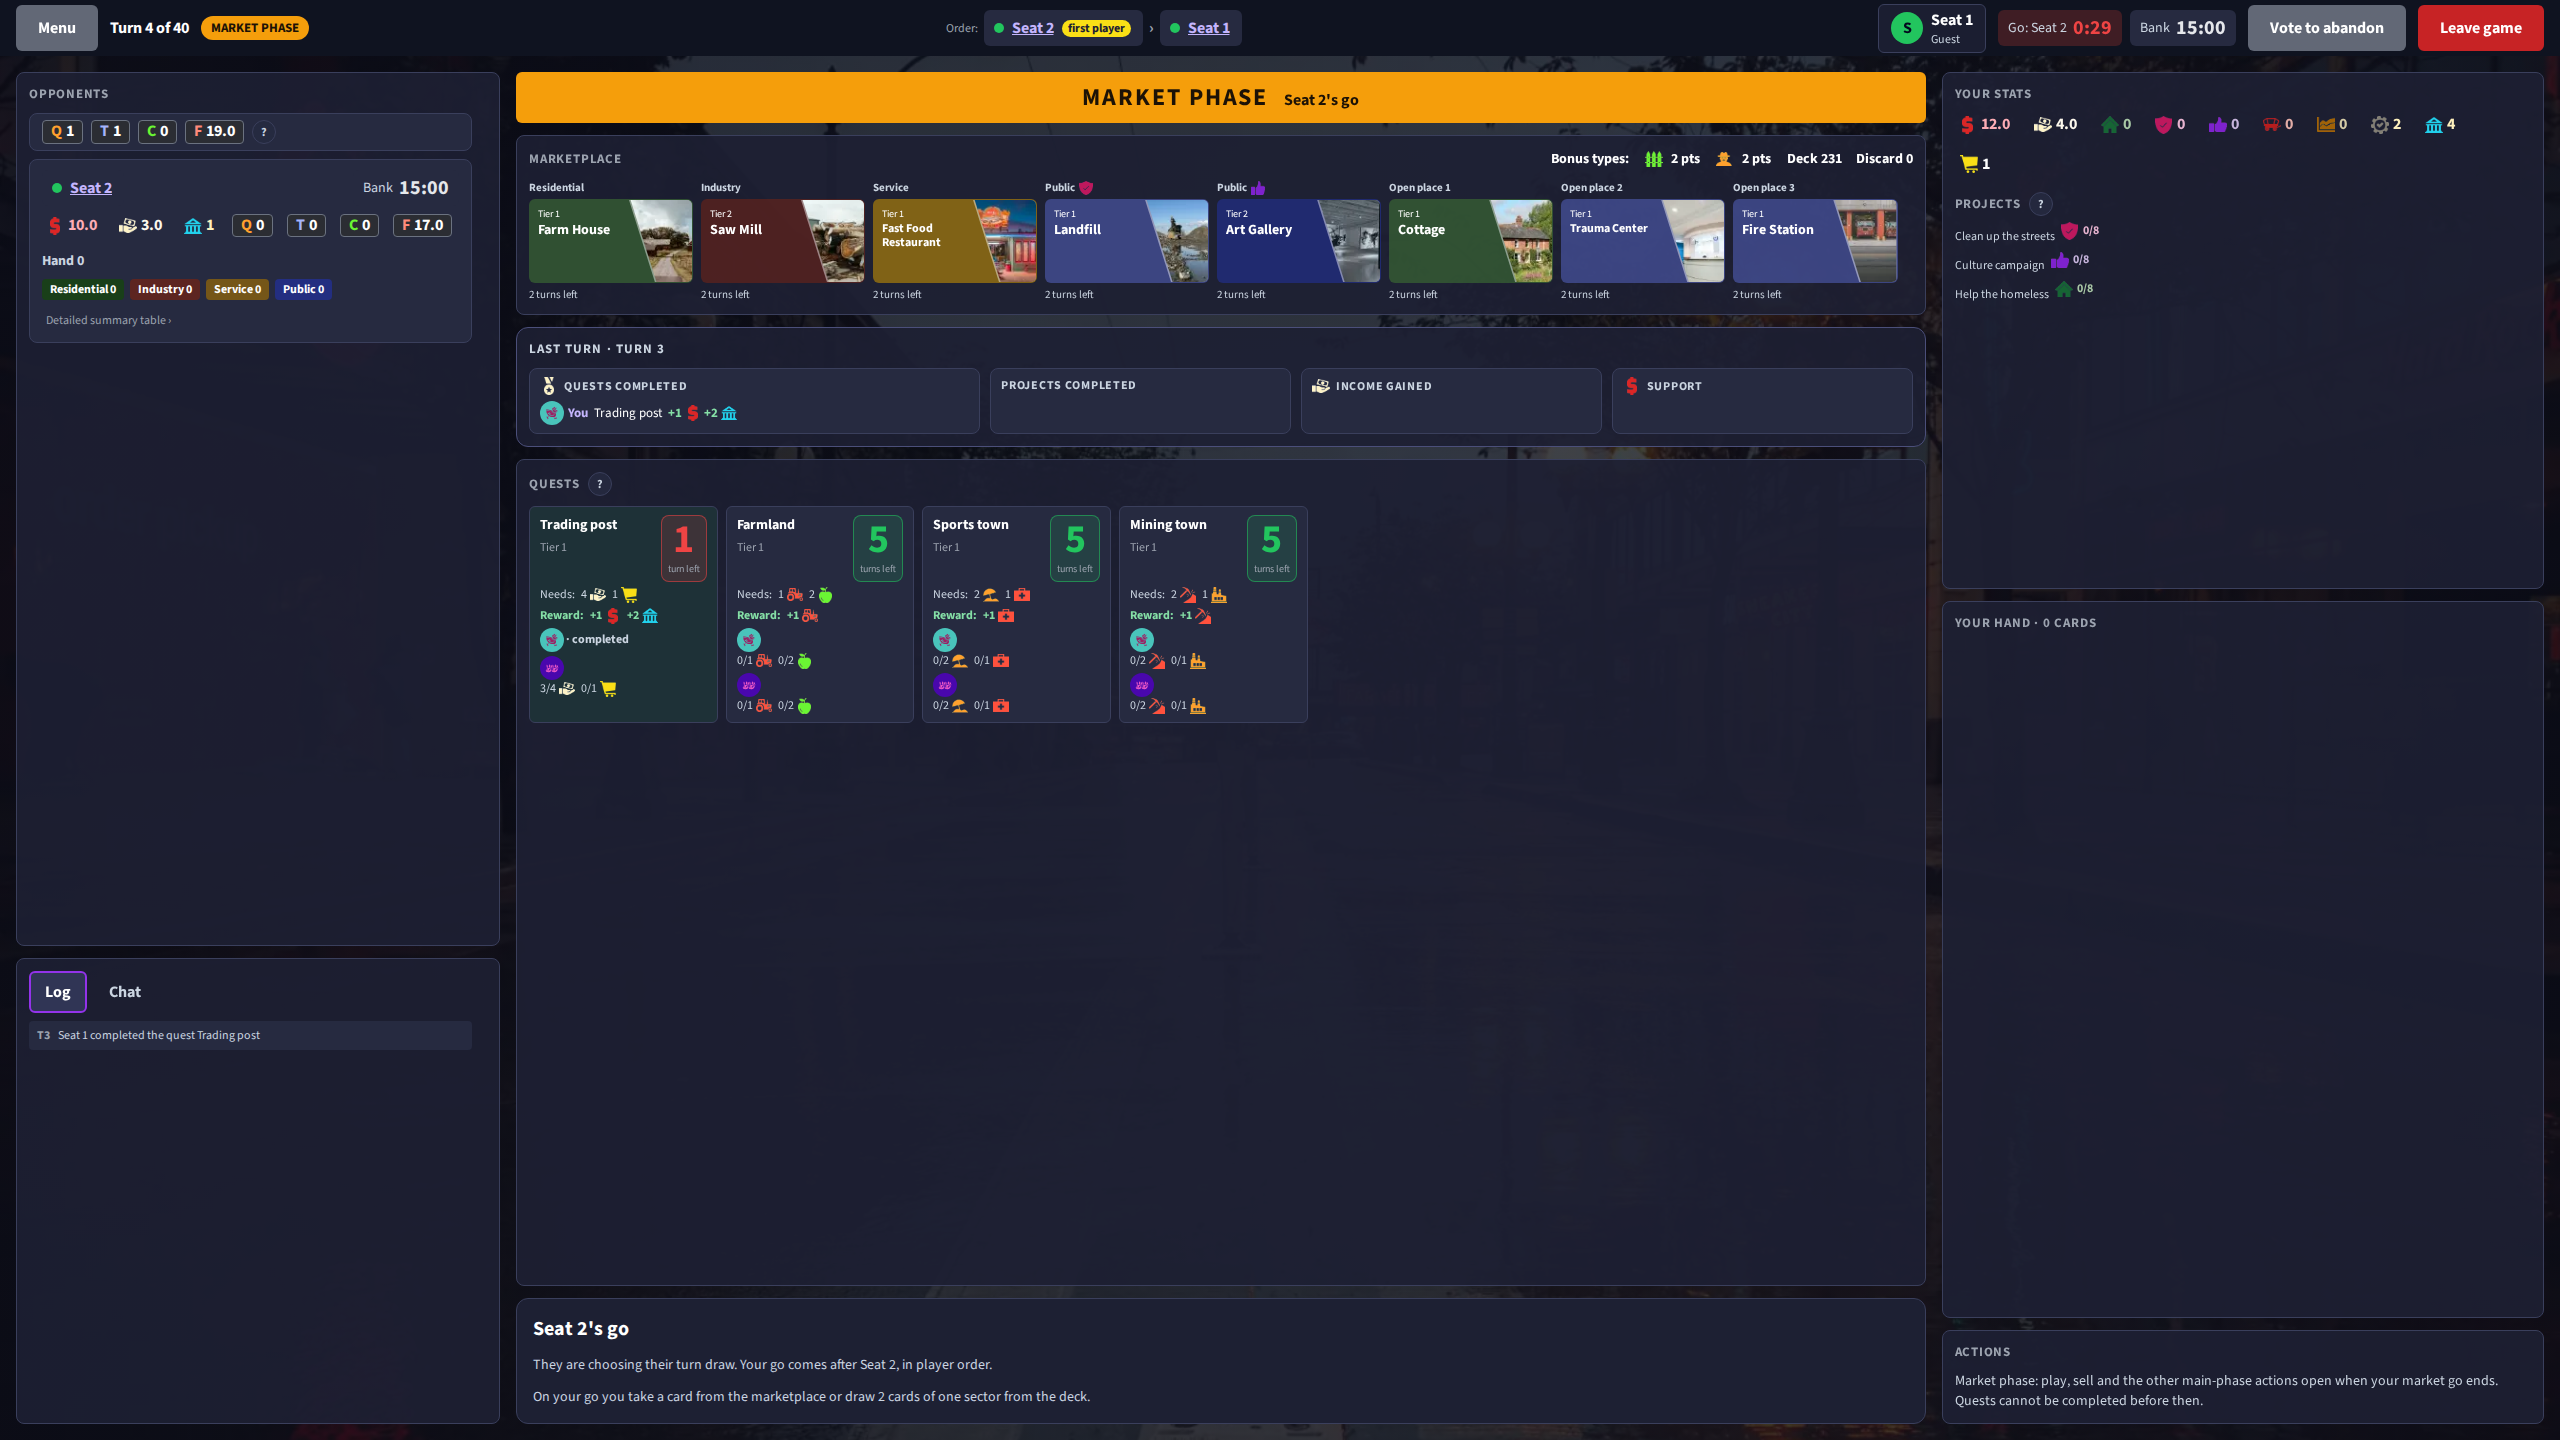 Menu
Turn 4 of 40
MARKET PHASE
Order:
Seat 2
first player
›
Seat 1
S
Seat 1
Guest
Go: Seat 2 0:29
Bank 15:00
Vote to abandon
Leave game
OPPONENTS
Q 1
T 1
C 0
F 19.0
?
Seat 2
Bank 15:00
10.0
3.0
1
Q 0
T 0
C 0
F 17.0
Hand 0
Residential 0
Industry 0
Service 0
Public 0
Detailed summary table ›
Log
Chat
T3 Seat 1 completed the quest Trading post
MARKET PHASE Seat 2's go
MARKETPLACE
Bonus types: 2 pts 2 pts Deck 231 Discard 0
Residential
Tier 1
Farm House
2 turns left
Industry
Tier 2
Saw Mill
2 turns left
Service
Tier 1
Fast Food
Restaurant
2 turns left
Public
Tier 1
Landfill
2 turns left
Public
Tier 2
Art Gallery
2 turns left
Open place 1
Tier 1
Cottage
2 turns left
Open place 2
Tier 1
Trauma Center
2 turns left
Open place 3
Tier 1
Fire Station
2 turns left
LAST TURN · TURN 3
QUESTS COMPLETED
You Trading post +1 +2
PROJECTS COMPLETED
INCOME GAINED
SUPPORT
QUESTS ?
Trading post
Tier 1
1
turn left
Needs: 4 1
Reward: +1 +2
· completed
3/4 0/1
Farmland
Tier 1
5
turns left
Needs: 1 2
Reward: +1
0/1 0/2
0/1 0/2
Sports town
Tier 1
5
turns left
Needs: 2 1
Reward: +1
0/2 0/1
0/2 0/1
Mining town
Tier 1
5
turns left
Needs: 2 1
Reward: +1
0/2 0/1
0/2 0/1
Seat 2's go
They are choosing their turn draw. Your go comes after Seat 2, in player order.
On your go you take a card from the marketplace or draw 2 cards of one sector from the deck.
YOUR STATS
12.0 4.0 0 0 0 0 0 2 4
1
PROJECTS ?
Clean up the streets 0/8
Culture campaign 0/8
Help the homeless 0/8
YOUR HAND · 0 CARDS
ACTIONS
Market phase: play, sell and the other main-phase actions open when your market go ends.
Quests cannot be completed before then.